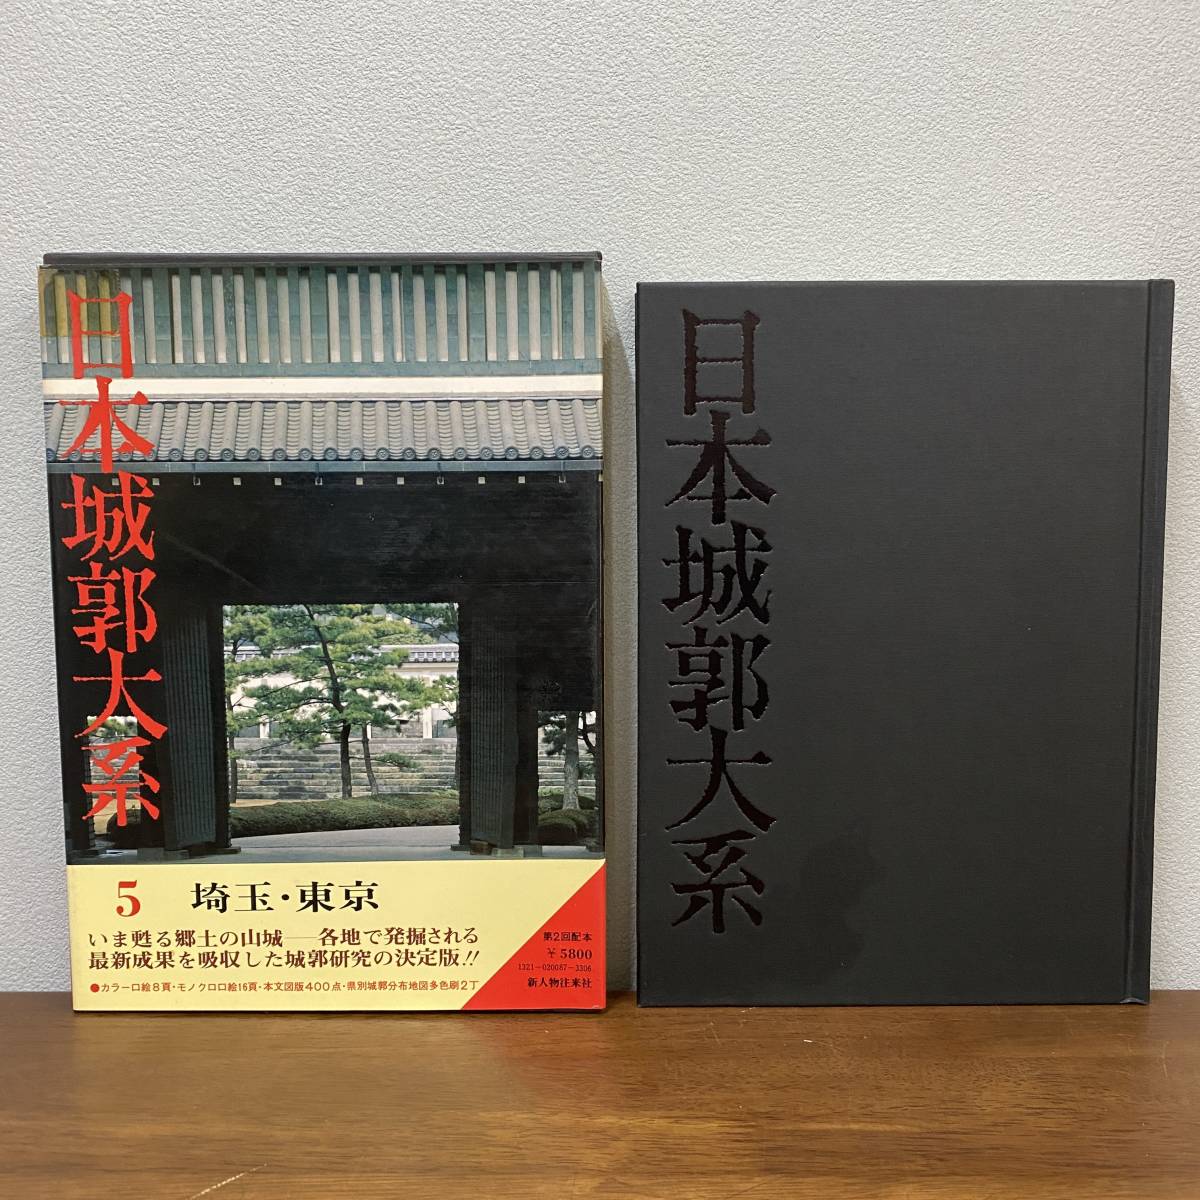 日本城郭大系
5 埼玉・東京
いま甦る郷土の山城──各地で発掘される
最新成果を吸収した城郭研究の決定版!!
●カラー口絵8頁・モノクロ口絵16頁・本文図版400点・県別城郭分布地図多色刷2丁
第2回配本
￥5800
1321-020087-3306
新人物往来社
日本城郭大系